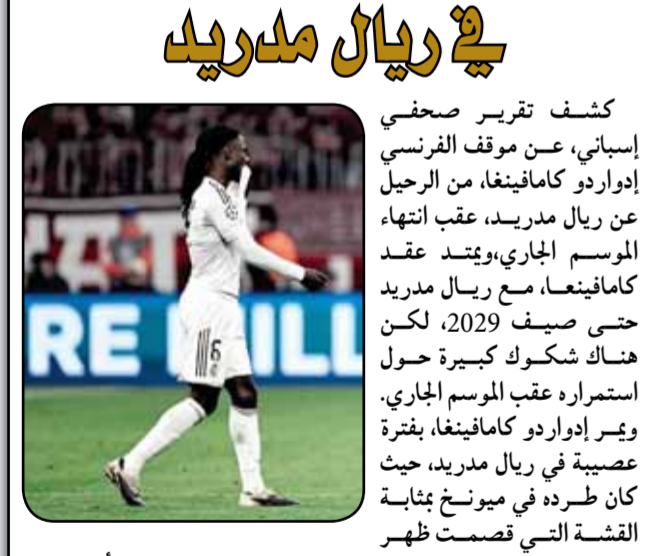 في ريال مدريد
كشف تقرير صحفي
إسباني، عن موقف الفرنسي
إدواردو كامافينغا، من الرحيل
عن ريال مدريد، عقب انتهاء
الموسم الجاري،ويمتد عقد
كامافينعا، مع ريال مدريد
حتى صيف 2029، لكن
هناك شكوك كبيرة حول
استمراره عقب الموسم الجاري.
ويمر إدواردو كامافينغا، بفترة
عصيبة في ريال مدريد، حيث
كان طرده في ميونخ بمثابة
القشة التي قصمت ظهر
RE
ILL
6